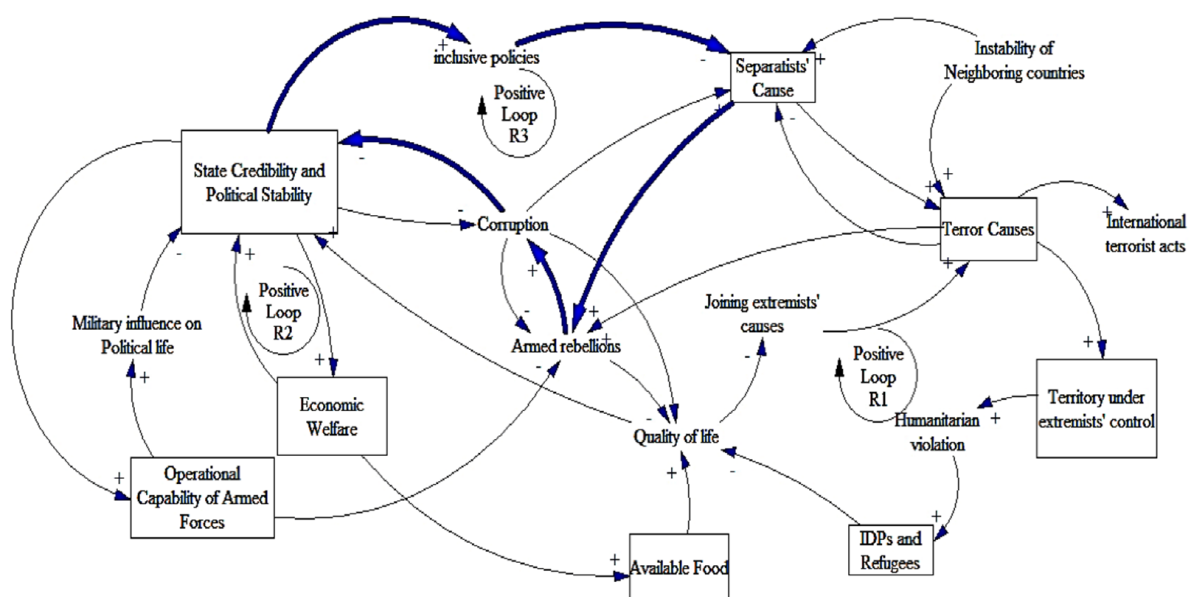 inclusive policies
Positive
Loop
R3
Separatists'
Cause
Instability of
Neighboring countries
State Credibility and
Political Stability
Corruption
Terror Causes
International
terrorist acts
Positive
Loop
R2
Military influence on
Political life
Joining extremists'
causes
Armed rebellions
Positive
Loop
R1
Economic
Welfare
Territory under
extremists' control
Quality of life
Humanitarian
violation
Operational
Capability of Armed
Forces
IDPs and
Refugees
Available Food